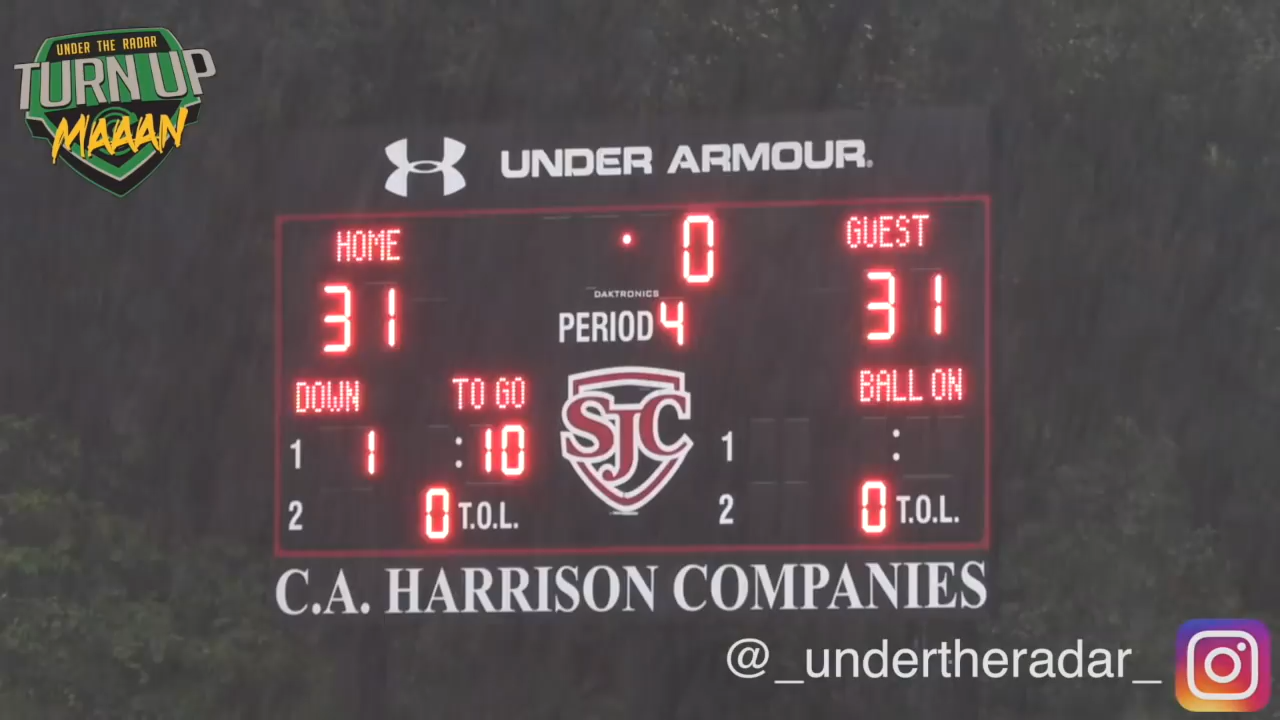 UNDER THE RADAR
TURN UP
MAAAN
UNDER ARMOUR.
HOME
0
GUEST
31
DAKTRONICS
PERIOD 4
31
DOWN
TO GO
BALL ON
SJC
1 1 : 10
1 :
2 0 T.O.L.
2 0 T.O.L.
C.A. HARRISON COMPANIES
@_undertheradar_